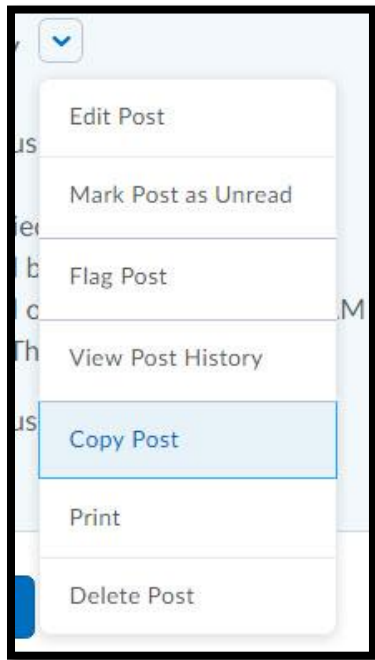 Edit Post
Mark Post as Unread
Flag Post
View Post History
Copy Post
Print
Delete Post